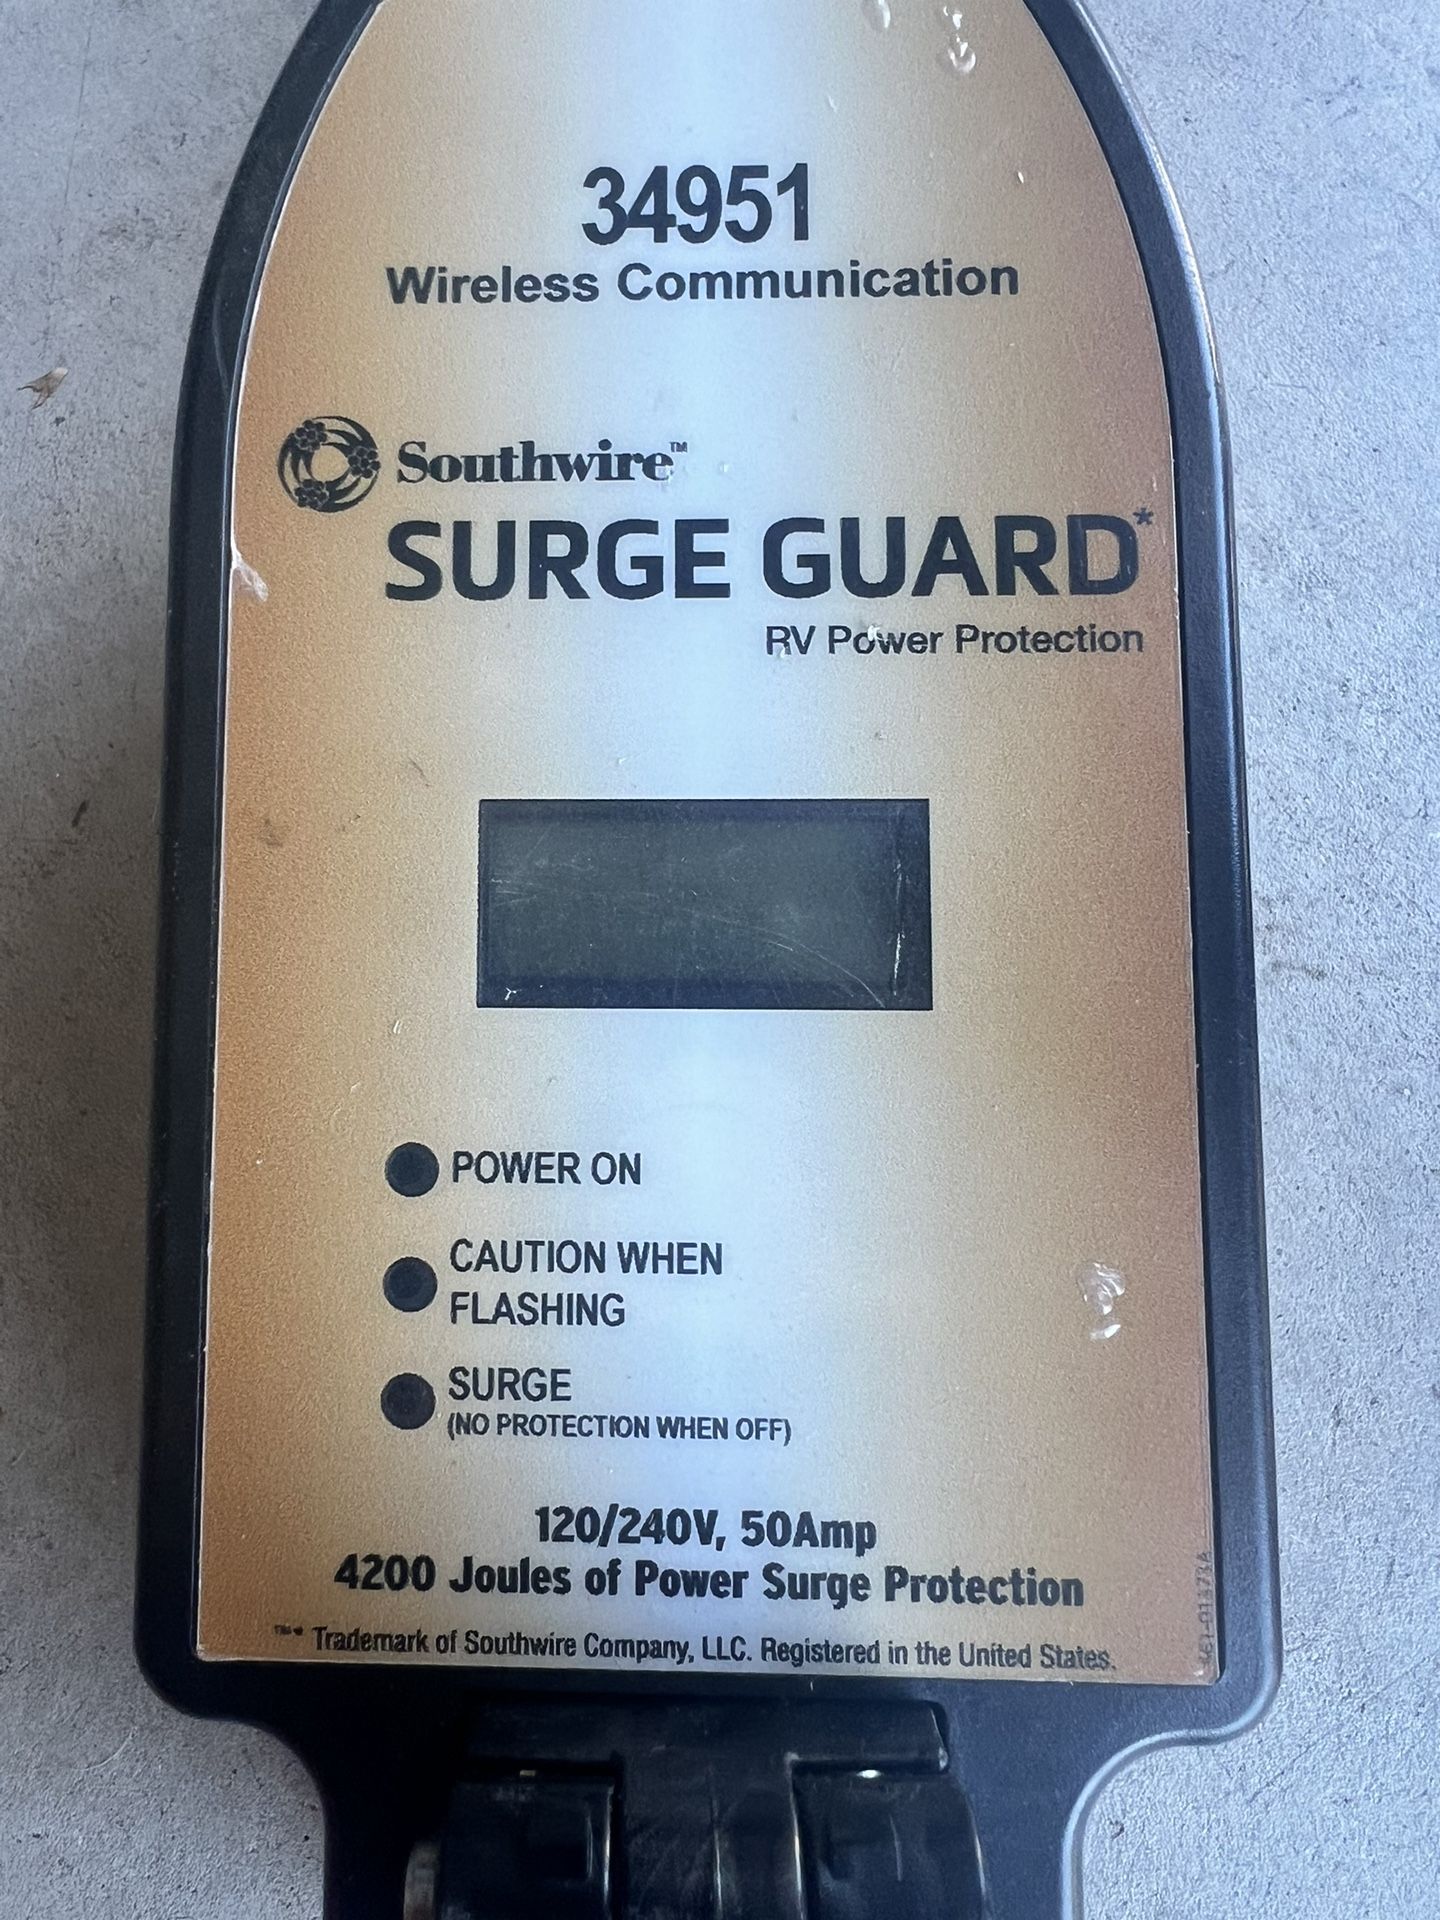 34951
Wireless Communication
Southwire™
SURGE GUARD*
RV Power Protection
POWER ON
CAUTION WHEN
FLASHING
SURGE
(NO PROTECTION WHEN OFF)
120/240V, 50Amp
4200 Joules of Power Surge Protection
™* Trademark of Southwire Company, LLC. Registered in the United States.